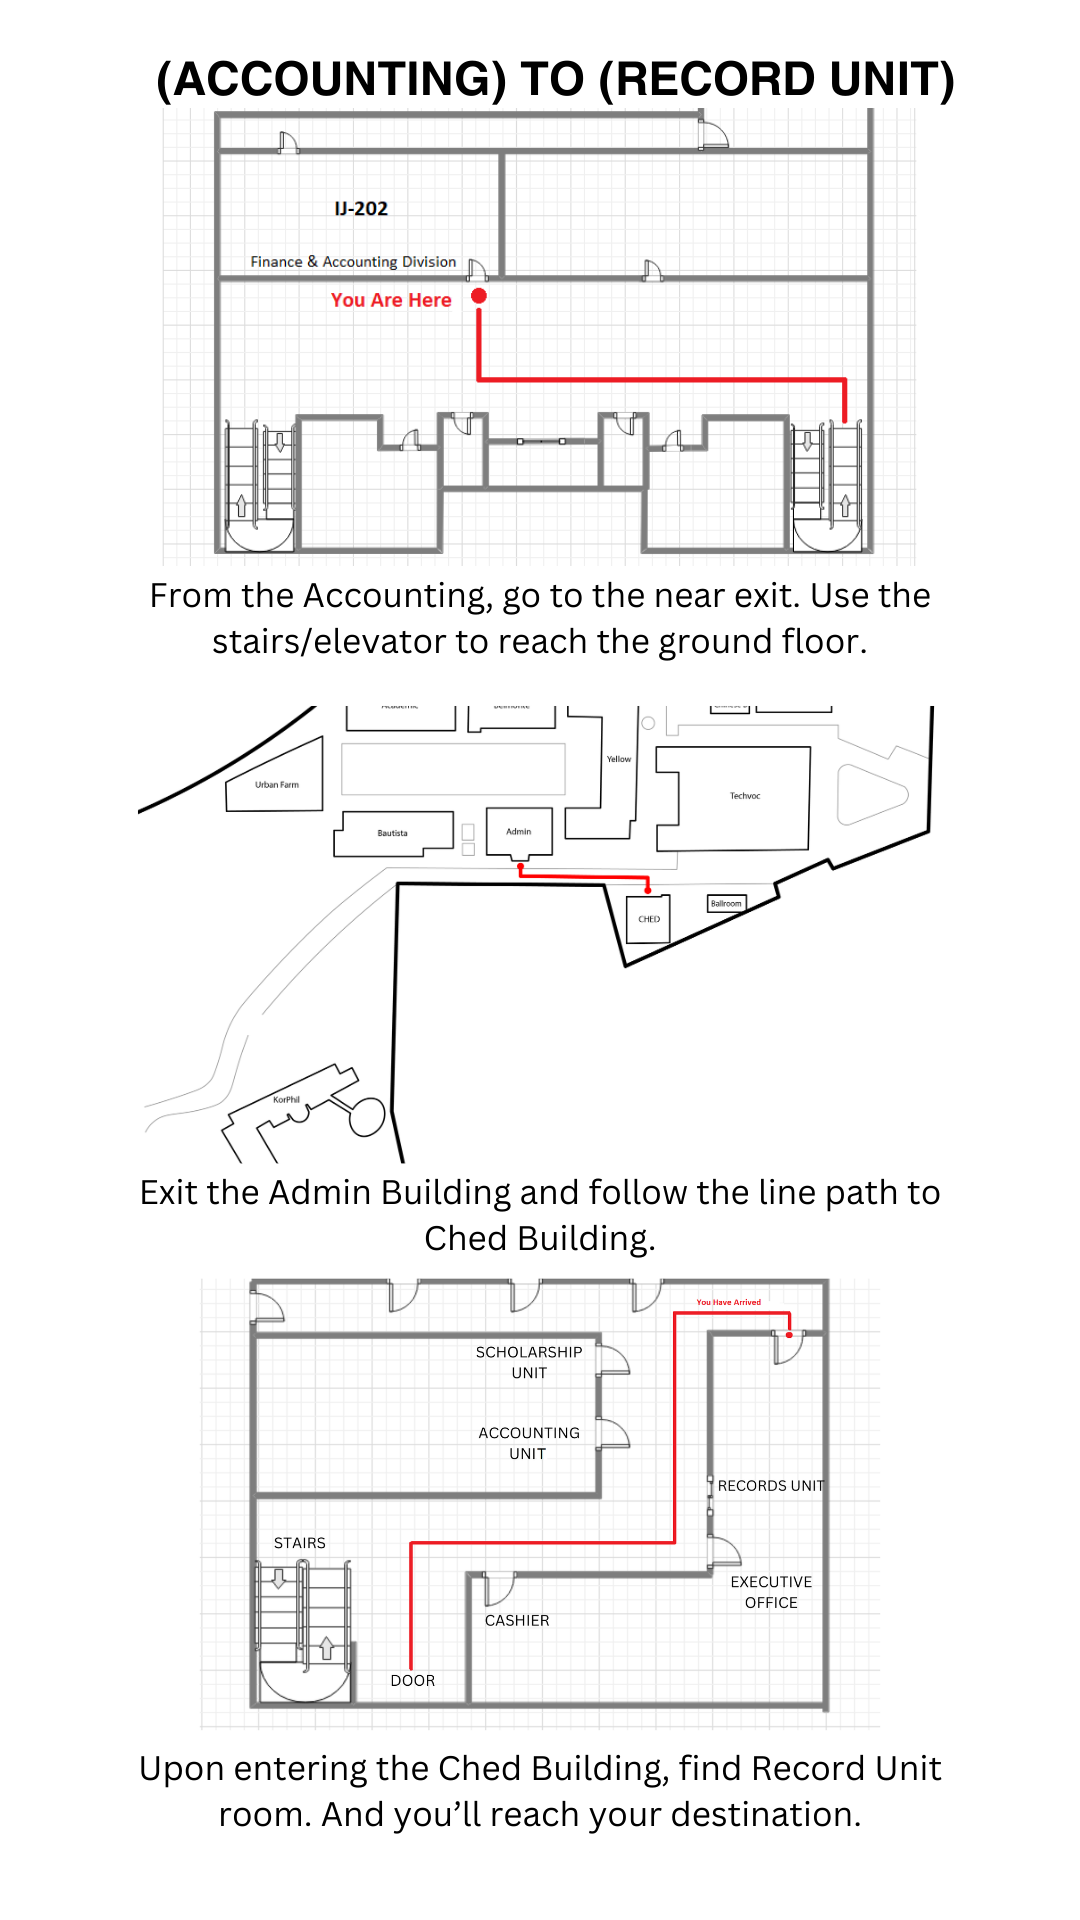 (ACCOUNTING) TO (RECORD UNIT)
IJ-202
Finance & Accounting Division
You Are Here
From the Accounting, go to the near exit. Use the
stairs/elevator to reach the ground floor.
Academic
Belmonte
Yellow
Urban Farm
Techvoc
Bautista
Admin
CHED
Ballroom
KorPhil
Exit the Admin Building and follow the line path to
Ched Building.
You Have Arrived
SCHOLARSHIP
UNIT
ACCOUNTING
UNIT
RECORDS UNIT
STAIRS
EXECUTIVE
OFFICE
CASHIER
DOOR
Upon entering the Ched Building, find Record Unit
room. And you’ll reach your destination.